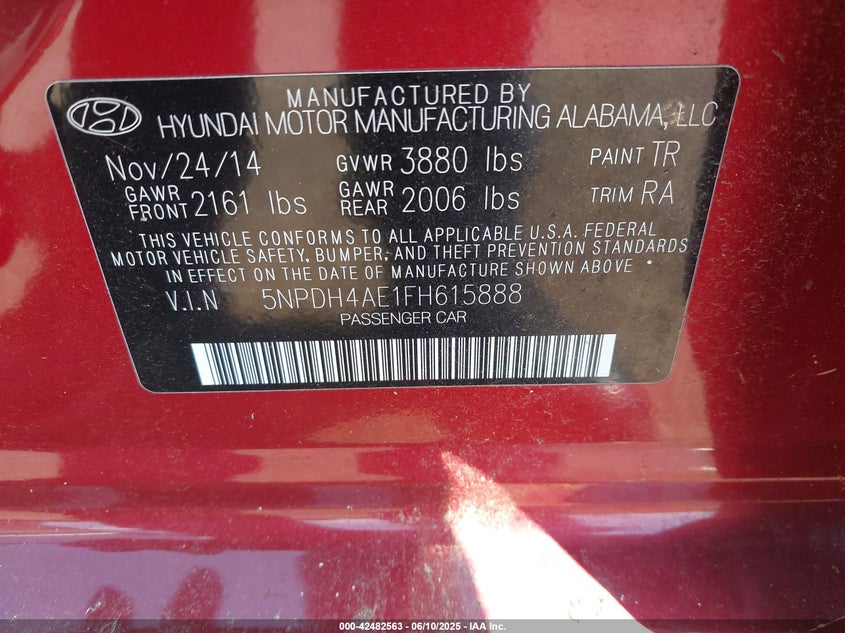 MANUFACTURED BY
HYUNDAI MOTOR MANUFACTURING ALABAMA, LLC
Nov/24/14 GVWR 3880 lbs PAINT TR
GAWR FRONT 2161 lbs GAWR REAR 2006 lbs TRIM RA
THIS VEHICLE CONFORMS TO ALL APPLICABLE U.S.A. FEDERAL
MOTOR VEHICLE SAFETY, BUMPER, AND THEFT PREVENTION STANDARDS
IN EFFECT ON THE DATE OF MANUFACTURE SHOWN ABOVE
V.I.N 5NPDH4AE1FH615888
PASSENGER CAR
000-42482563 / 06/10/2025 / IAA Inc.